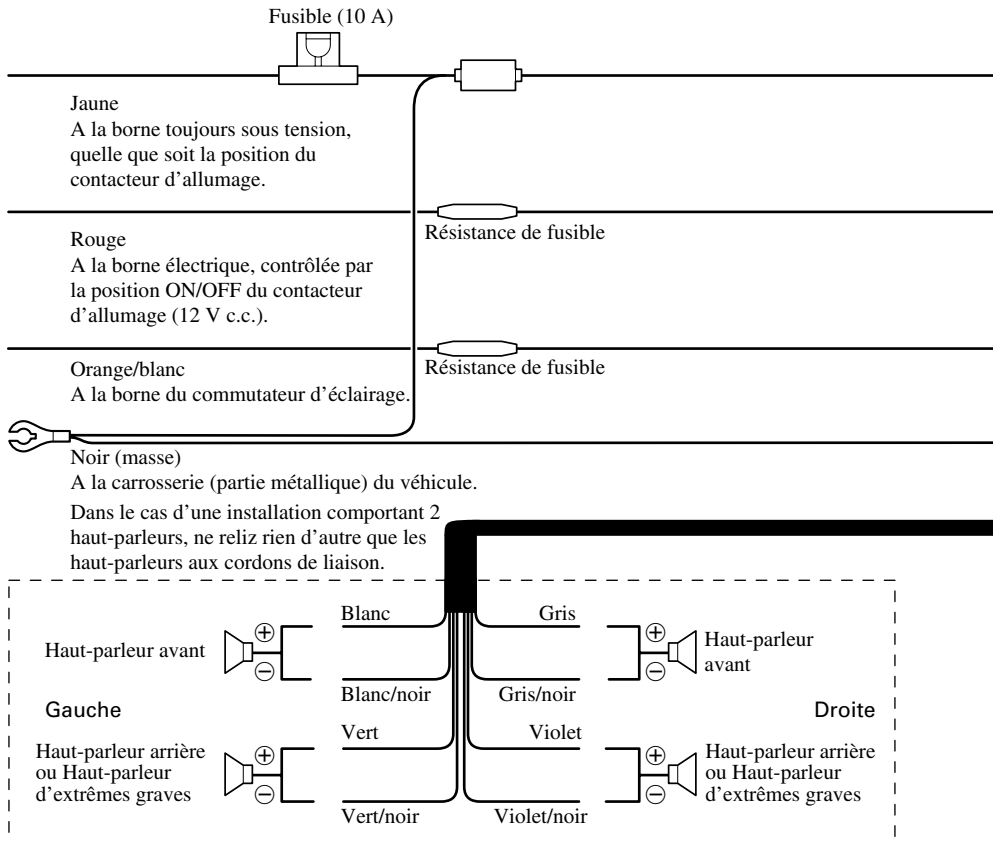 Fusible (10 A)
Jaune
A la borne toujours sous tension,
quelle que soit la position du
contacteur d'allumage.
Résistance de fusible
Rouge
A la borne électrique, contrôlée par
la position ON/OFF du contacteur
d'allumage (12 V c.c.).
Résistance de fusible
Orange/blanc
A la borne du commutateur d'éclairage.
Noir (masse)
A la carrosserie (partie métallique) du véhicule.
Dans le cas d'une installation comportant 2
haut-parleurs, ne reliz rien d'autre que les
haut-parleurs aux cordons de liaison.
Blanc
Gris
Haut-parleur avant
+
−
+
−
Haut-parleur
avant
Blanc/noir
Gris/noir
Gauche
Droite
Vert
Violet
Haut-parleur arrière
ou Haut-parleur
d'extrêmes graves
+
−
+
−
Haut-parleur arrière
ou Haut-parleur
d'extrêmes graves
Vert/noir
Violet/noir